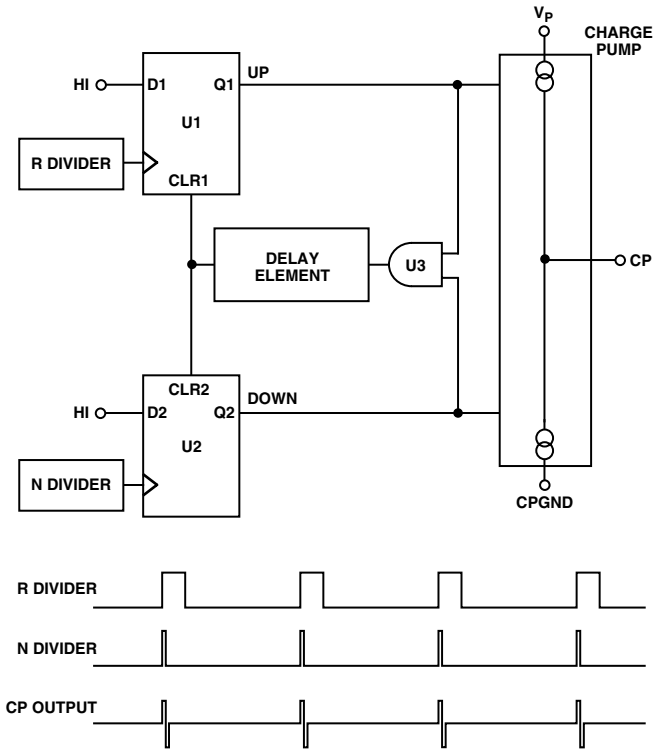 VP
CHARGE
PUMP
HI
D1
Q1
UP
U1
R DIVIDER
CLR1
DELAY
ELEMENT
U3
CP
CLR2
HI
D2
Q2
DOWN
U2
N DIVIDER
CPGND
R DIVIDER
N DIVIDER
CP OUTPUT